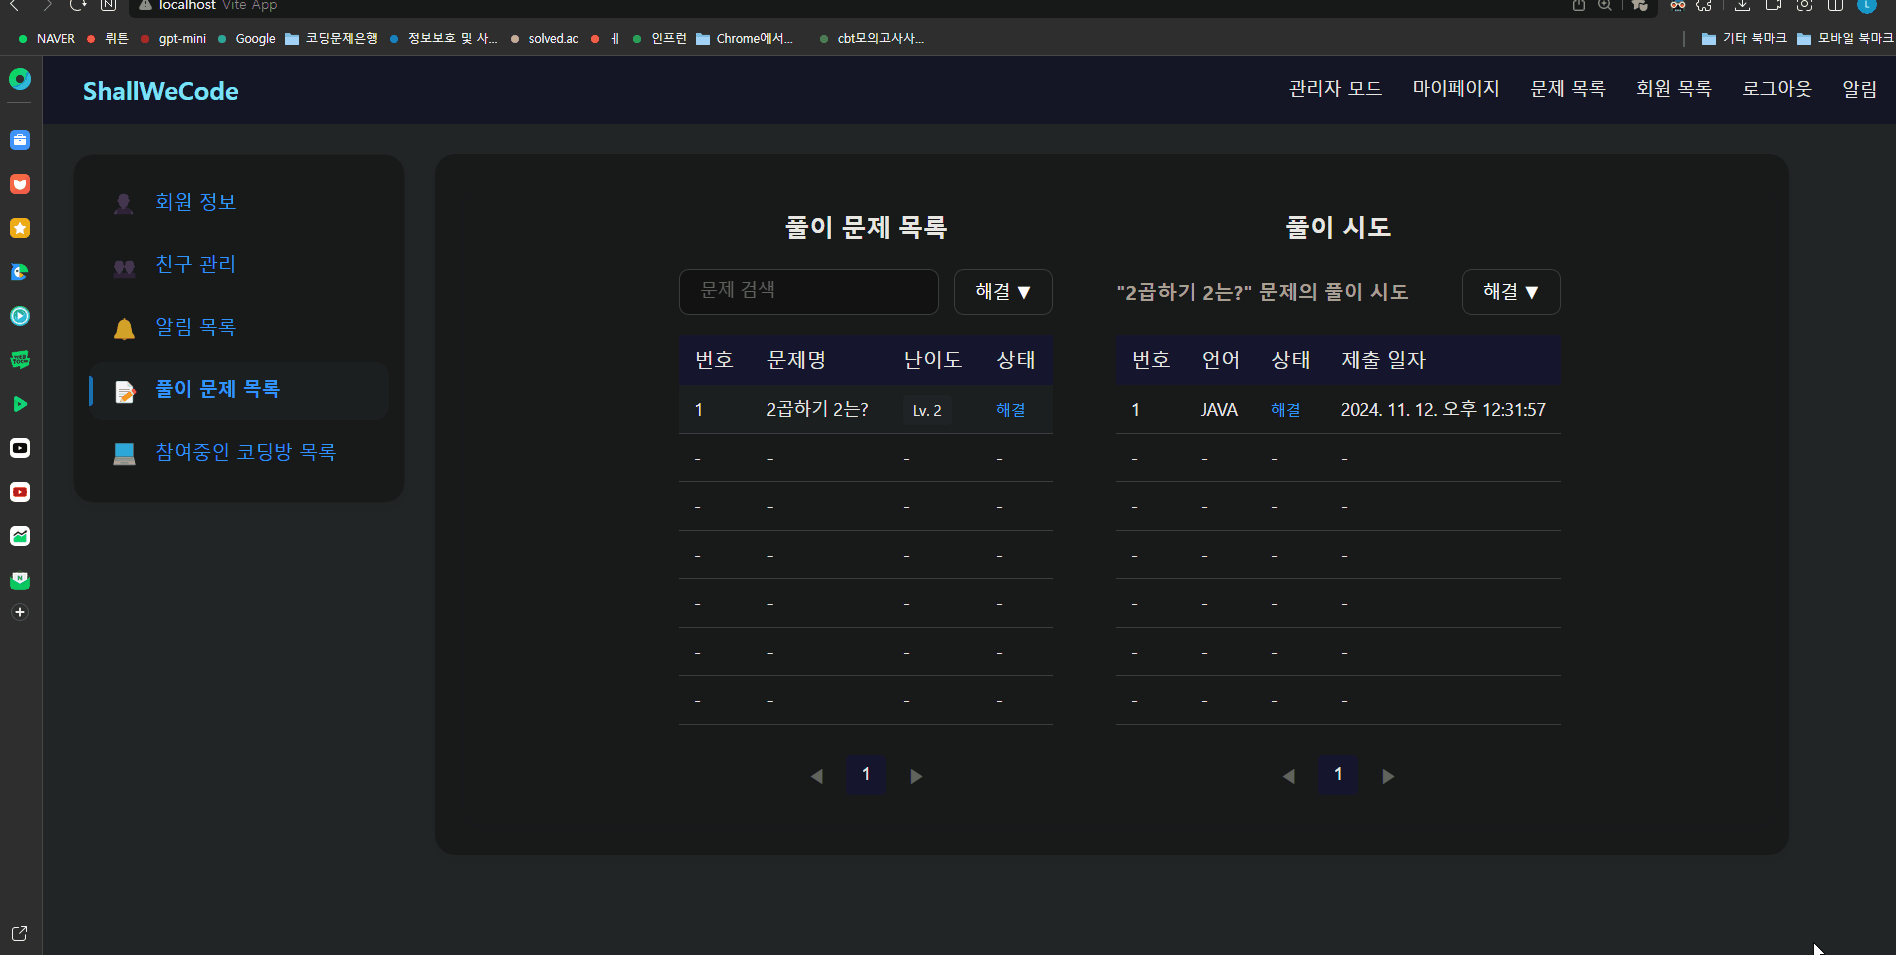 localhost Vite App
NAVER 뤼튼 gpt-mini Google 코딩문제은행 정보보호 및 사... solved.ac ㅔ 인프런 Chrome에서... cbt모의고사사... 기타 북마크 모바일 북마크
ShallWeCode 관리자 모드 마이페이지 문제 목록 회원 목록 로그아웃 알림
회원 정보
친구 관리
알림 목록
풀이 문제 목록
참여중인 코딩방 목록
풀이 문제 목록
문제 검색 해결 ▼
번호 문제명 난이도 상태
1 2곱하기 2는? Lv. 2 해결
- - - -
- - - -
- - - -
- - - -
- - - -
- - - -
◀ 1 ▶
풀이 시도
"2곱하기 2는?" 문제의 풀이 시도 해결 ▼
번호 언어 상태 제출 일자
1 JAVA 해결 2024. 11. 12. 오후 12:31:57
- - - -
- - - -
- - - -
- - - -
- - - -
- - - -
◀ 1 ▶